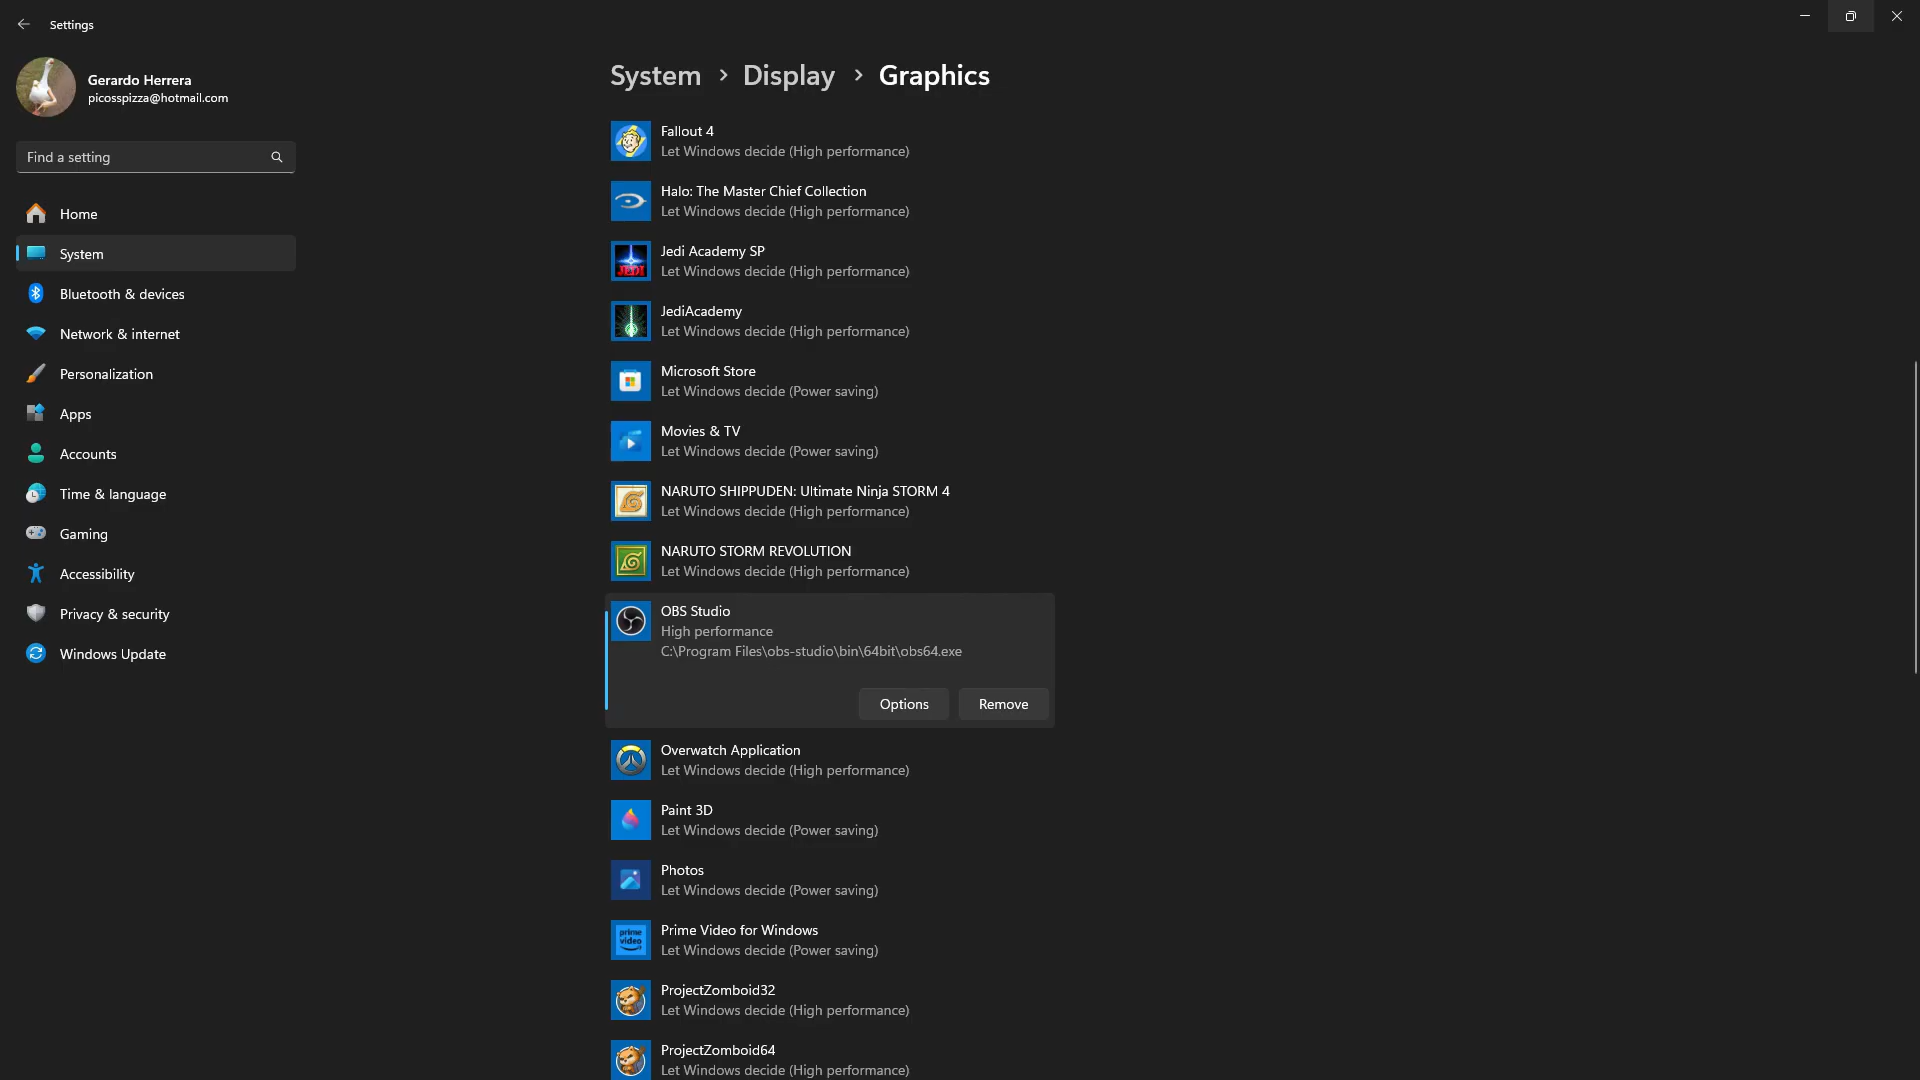 Settings
Gerardo Herrera
picosspizza@hotmail.com
Find a setting
Home
System
Bluetooth & devices
Network & internet
Personalization
Apps
Accounts
Time & language
Gaming
Accessibility
Privacy & security
Windows Update
System > Display > Graphics
Fallout 4
Let Windows decide (High performance)
Halo: The Master Chief Collection
Let Windows decide (High performance)
JEDI
Jedi Academy SP
Let Windows decide (High performance)
JediAcademy
Let Windows decide (High performance)
Microsoft Store
Let Windows decide (Power saving)
Movies & TV
Let Windows decide (Power saving)
NARUTO SHIPPUDEN: Ultimate Ninja STORM 4
Let Windows decide (High performance)
NARUTO STORM REVOLUTION
Let Windows decide (High performance)
OBS Studio
High performance
C:\Program Files\obs-studio\bin\64bit\obs64.exe
Options
Remove
Overwatch Application
Let Windows decide (High performance)
Paint 3D
Let Windows decide (Power saving)
Photos
Let Windows decide (Power saving)
prime
video
Prime Video for Windows
Let Windows decide (Power saving)
ProjectZomboid32
Let Windows decide (High performance)
ProjectZomboid64
Let Windows decide (High performance)